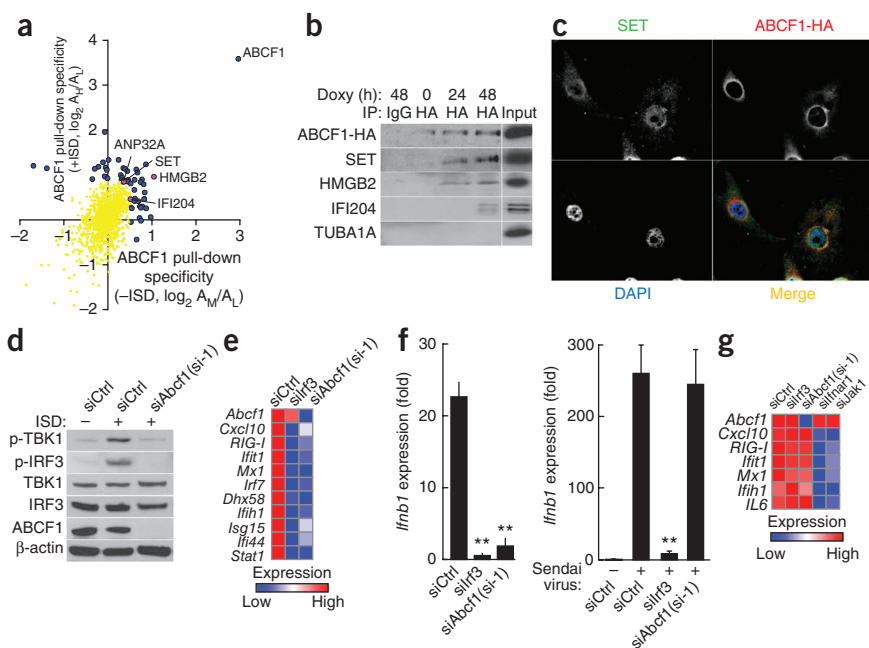 a
ABCF1 pull-down specificity
(+ISD, log2 AH/AL)
4
3
2
1
−1
−2
−2
−1
0
1
2
3
ABCF1
ANP32A
SET
HMGB2
IFI204
ABCF1 pull-down
specificity
(−ISD, log2 AM/AL)
b
Doxy (h): 48 0 24 48
IP: IgG HA HA HA Input
ABCF1-HA
SET
HMGB2
IFI204
TUBA1A
c
SET
ABCF1-HA
DAPI
Merge
d
siCtrl siCtrl siAbcf1(si-1)
ISD: − + +
p-TBK1
p-IRF3
TBK1
IRF3
ABCF1
β-actin
e
siCtrl siIrf3 siAbcf1(si-1)
Abcf1
Cxcl10
RIG-I
Ifit1
Mx1
Irf7
Dhx58
Ifih1
Isg15
Ifi44
Stat1
Expression
Low High
f
Ifnb1 expression (fold)
30
20
10
0
**
**
siCtrl
siIrf3
siAbcf1(si-1)
Ifnb1 expression (fold)
300
200
100
0
**
Sendai
virus: − + + +
siCtrl
siCtrl
siIrf3
siAbcf1(si-1)
g
siCtrl siIrf3 siAbcf1(si-1) siIfnar1 siJak1
Abcf1
Cxcl10
RIG-I
Ifit1
Mx1
Ifih1
IL6
Expression
Low High